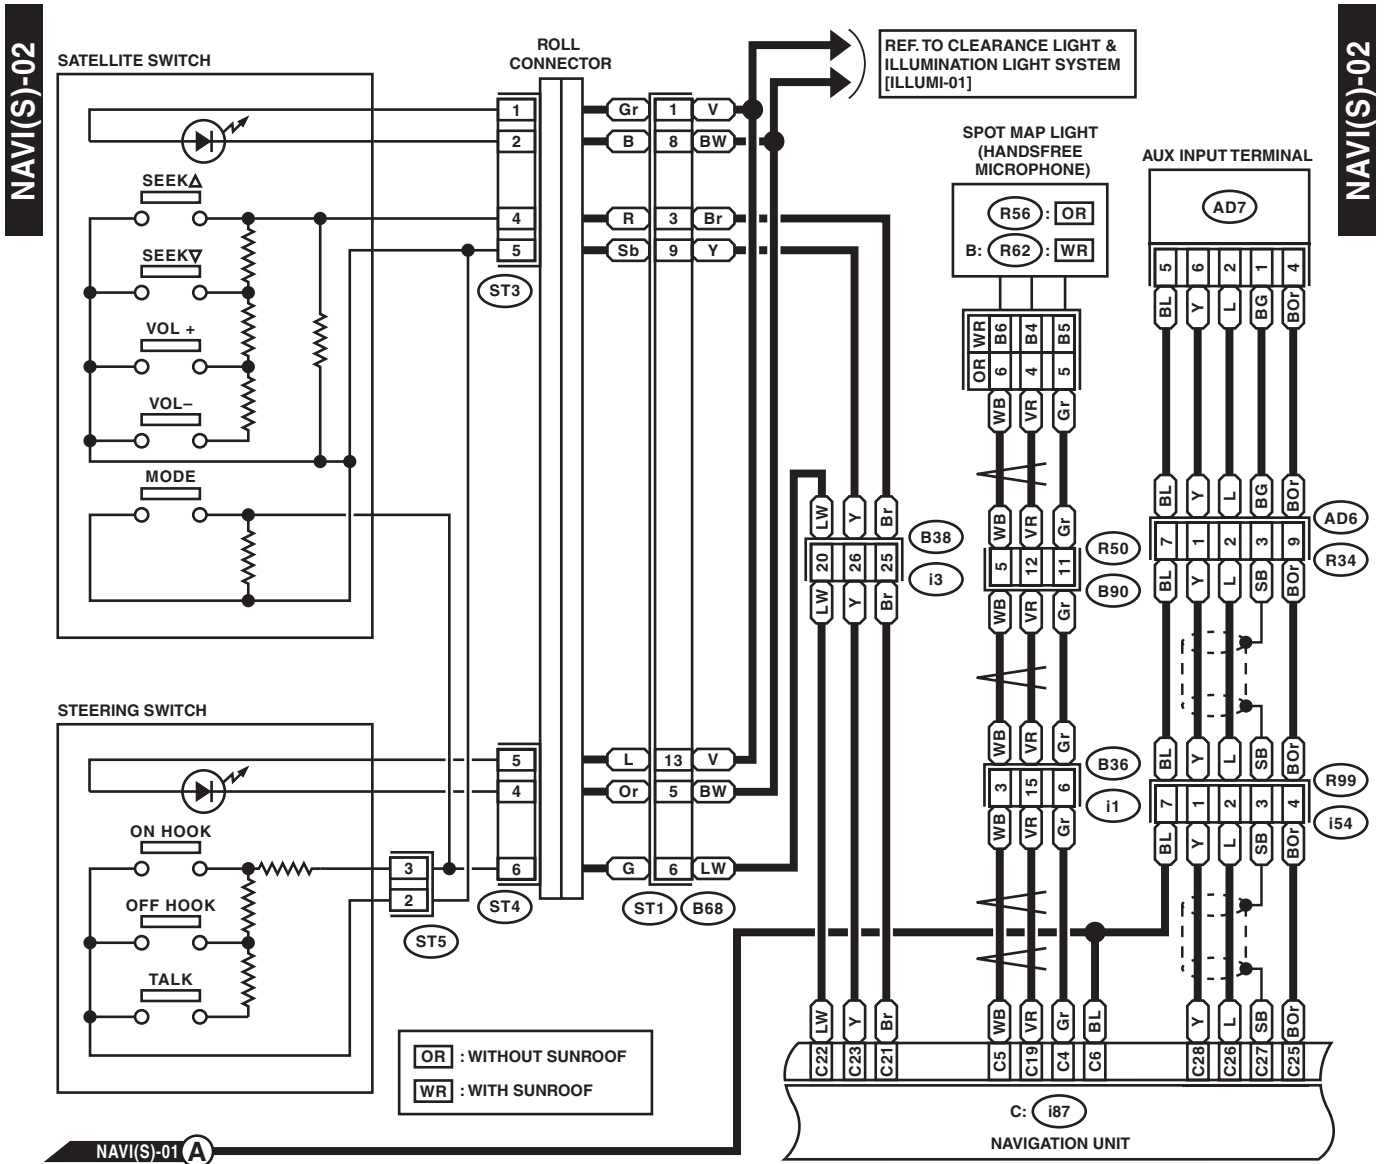 NAVI(S)-02
NAVI(S)-02
SATELLITE SWITCH
ROLL
CONNECTOR
REF. TO CLEARANCE LIGHT &
ILLUMINATION LIGHT SYSTEM
[ILLUMI-01]
SPOT MAP LIGHT
(HANDSFREE
MICROPHONE)
AUX INPUT TERMINAL
R56 : OR
B: R62 : WR
AD7
1 Gr 1 V
2 B 8 BW
4 R 3 Br
5 Sb 9 Y
ST3
SEEK△
SEEK▽
VOL +
VOL–
MODE
5 6 2 1 4
BL Y L BG BOr
WR B6 B4 B5
OR 6 4 5
WB VR Gr
BL Y L BG BOr
7 1 2 3 9
BL Y L SB BOr
AD6
R34
LW Y Br
20 26 25
LW Y Br
B38
i3
WB VR Gr
5 12 11
WB VR Gr
R50
B90
STEERING SWITCH
5 L 13 V
4 Or 5 BW
6 G 6 LW
ST4
ST1 B68
ON HOOK
OFF HOOK
TALK
3
2
ST5
WB VR Gr
3 15 6
WB VR Gr
B36
i1
BL Y L SB BOr
7 1 2 3 4
BL Y L SB BOr
R99
i54
LW Y Br WB VR Gr BL Y L SB BOr
C22 C23 C21 C5 C19 C4 C6 C28 C26 C27 C25
OR : WITHOUT SUNROOF
WR : WITH SUNROOF
C: i87
NAVIGATION UNIT
NAVI(S)-01 A